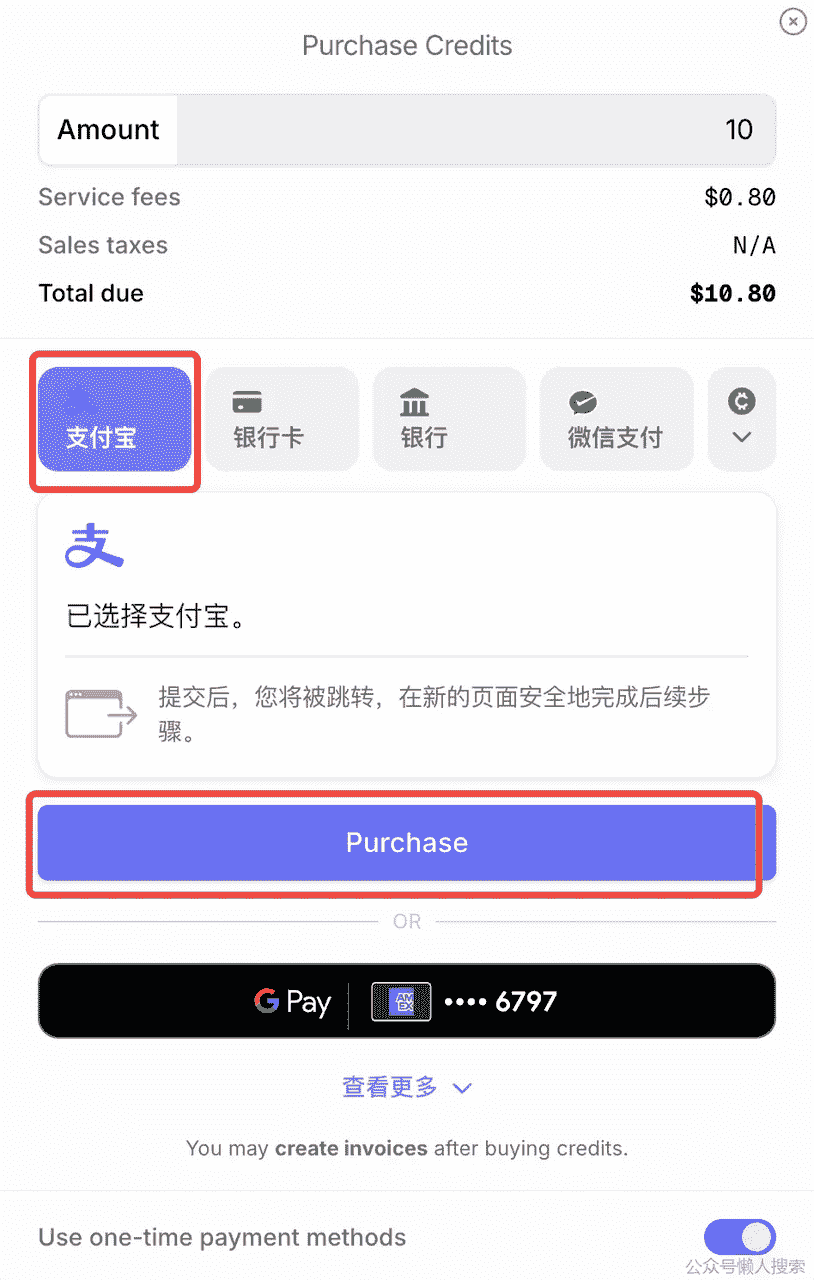 Purchase Credits
Amount 10
Service fees $0.80
Sales taxes N/A
Total due $10.80
支付宝 银行卡 银行 微信支付
支
已选择支付宝。
提交后，您将被跳转，在新的页面安全地完成后续步
骤。
Purchase
OR
G Pay AM EX •••• 6797
查看更多
You may create invoices after buying credits.
Use one-time payment methods
公众号懒人搜索